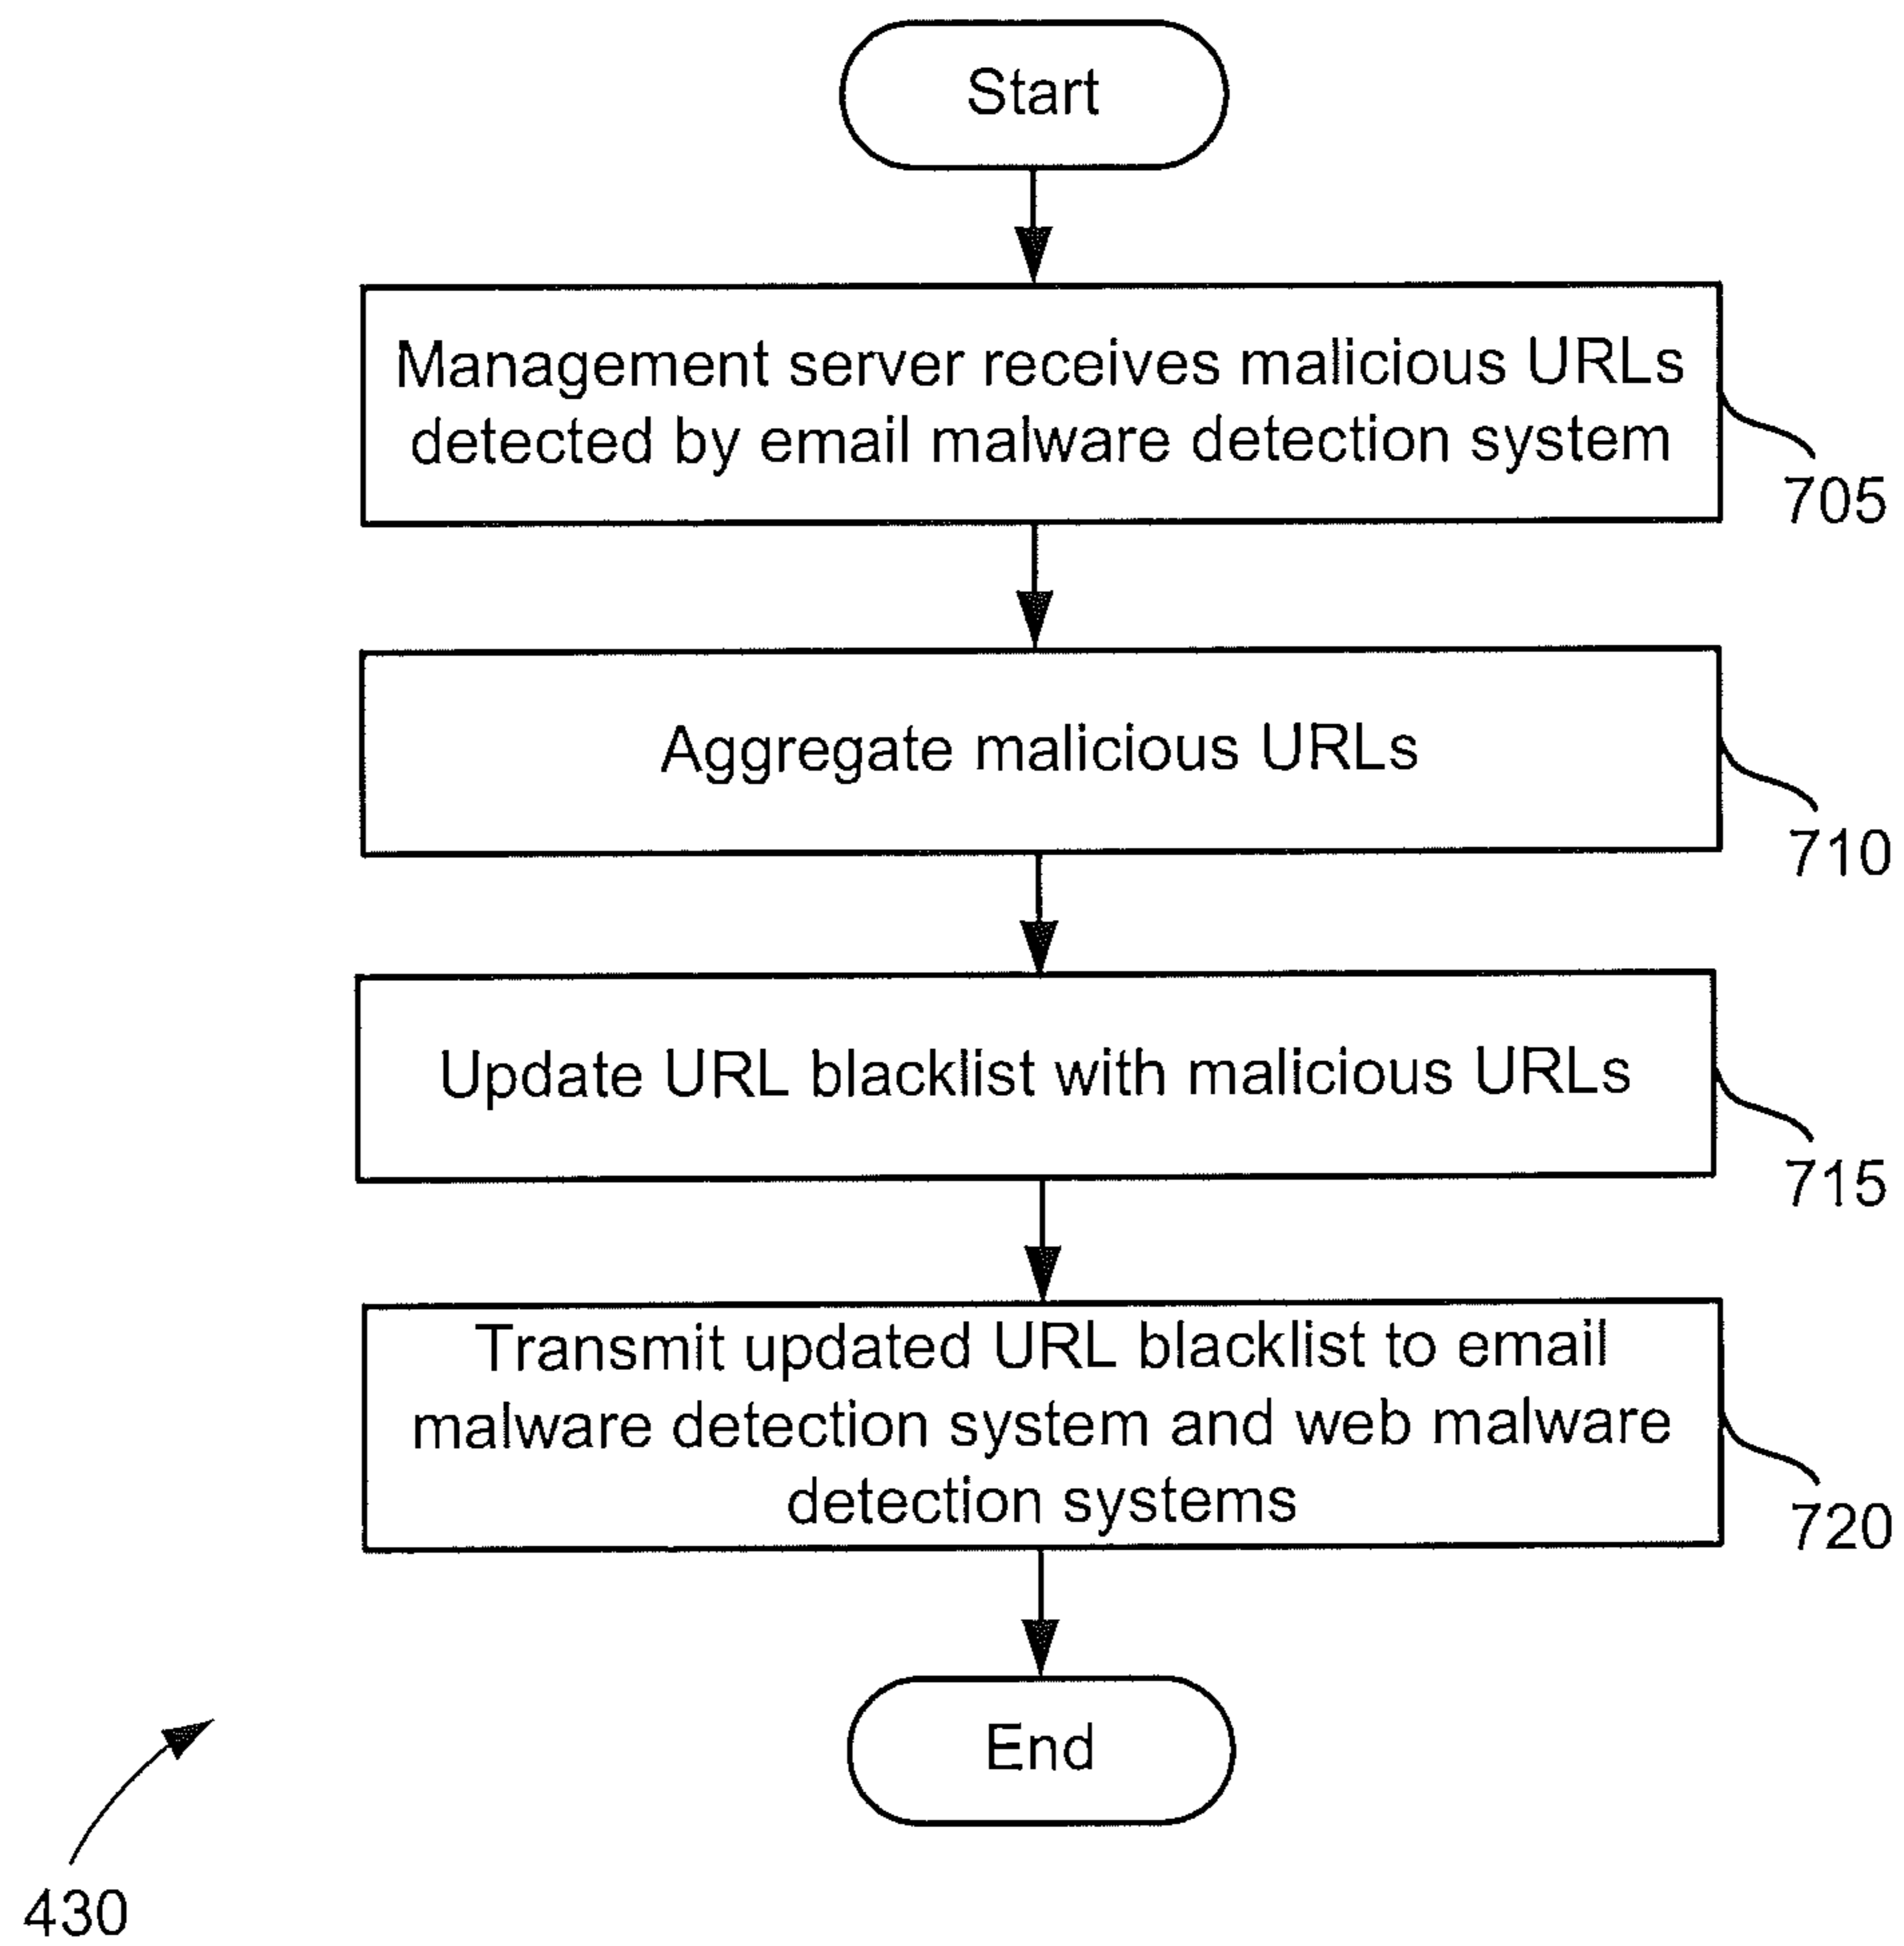 Start
Management server receives malicious URLs
detected by email malware detection system
705
Aggregate malicious URLs
710
Update URL blacklist with malicious URLs
715
Transmit updated URL blacklist to email
malware detection system and web malware
detection systems
720
End
430